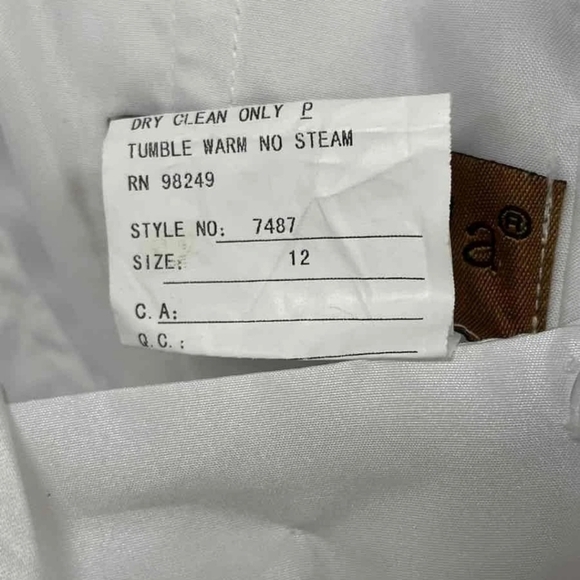 DRY CLEAN ONLY P
TUMBLE WARM NO STEAM
RN 98249
STYLE NO: 7487
SIZE: 12
C.A:
Q.C.:
®